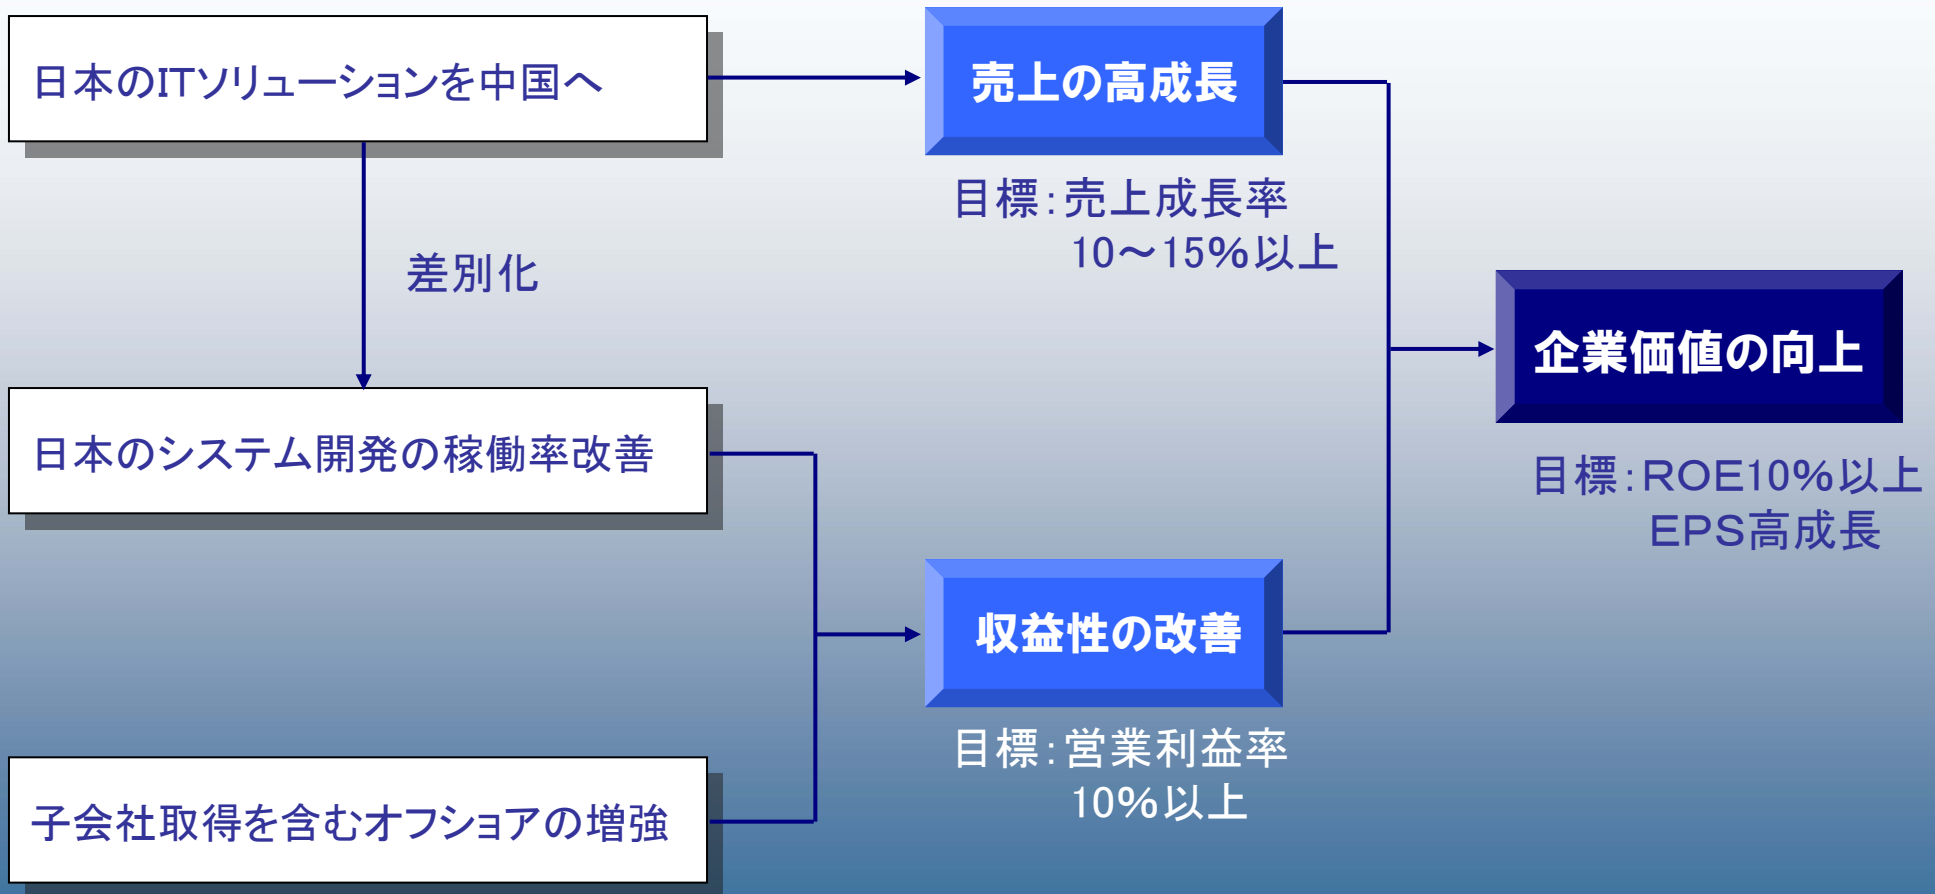 日本のITソリューションを中国へ
売上の高成長
目標：売上成長率
10～15％以上
差別化
企業価値の向上
目標：ＲＯＥ10％以上
ＥＰＳ高成長
日本のシステム開発の稼働率改善
収益性の改善
目標：営業利益率
10％以上
子会社取得を含むオフショアの増強